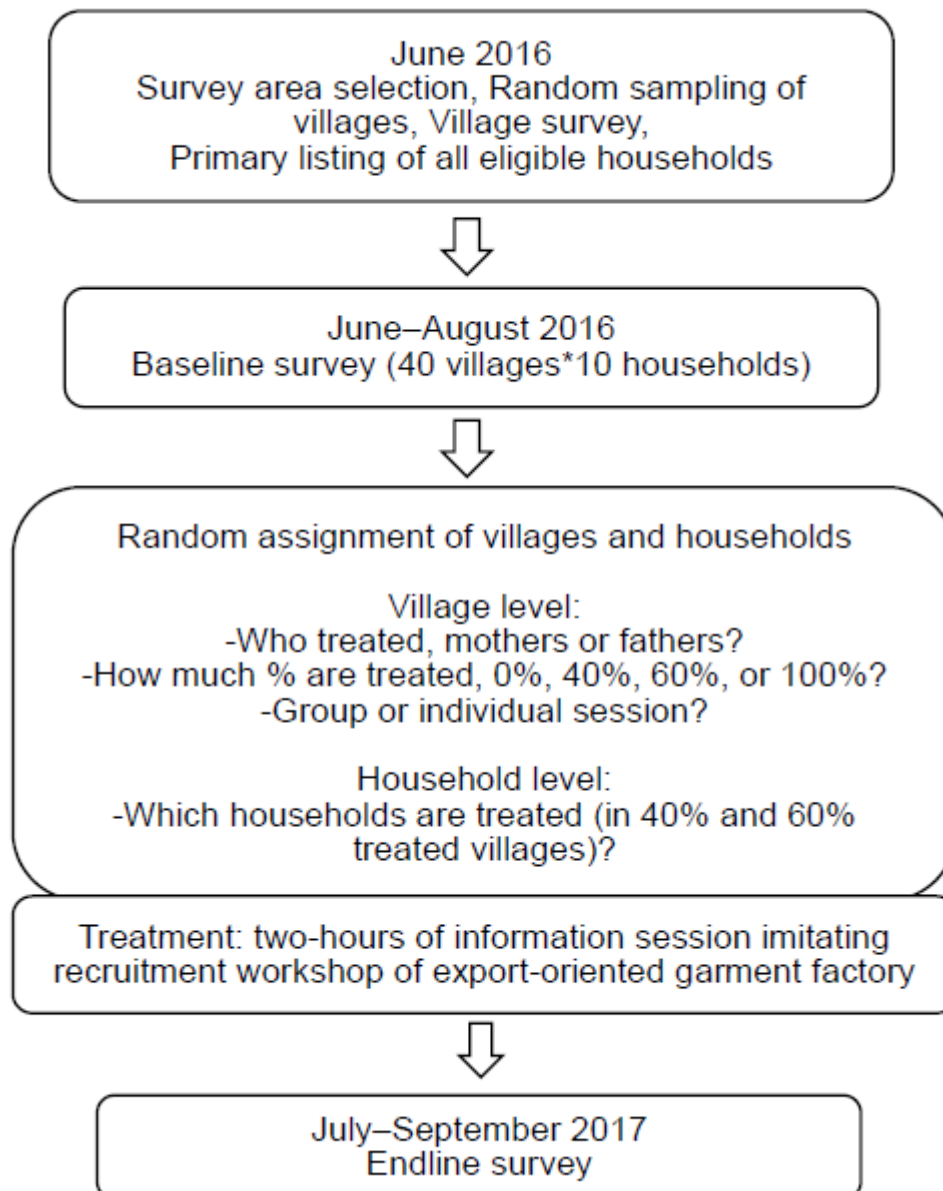 June 2016
Survey area selection, Random sampling of
villages, Village survey,
Primary listing of all eligible households
June–August 2016
Baseline survey (40 villages*10 households)
Random assignment of villages and households
Village level:
-Who treated, mothers or fathers?
-How much % are treated, 0%, 40%, 60%, or 100%?
-Group or individual session?
Household level:
-Which households are treated (in 40% and 60%
treated villages)?
Treatment: two-hours of information session imitating
recruitment workshop of export-oriented garment factory
July–September 2017
Endline survey